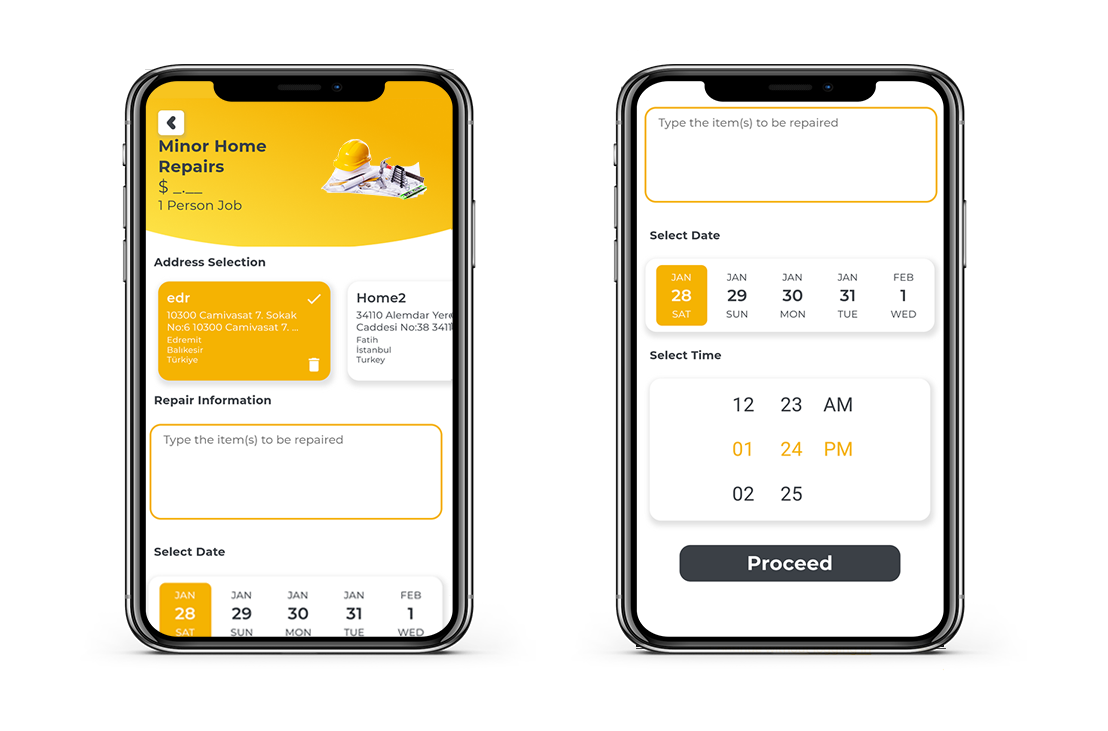 Minor Home
Repairs
$ _.__
1 Person Job
Address Selection
edr
10300 Camivasat 7. Sokak
No:6 10300 Camivasat 7. ...
Edremit
Balıkesir
Türkiye
Home2
34110 Alemdar Yere
Caddesi No:38 3411
Fatih
İstanbul
Turkey
Repair Information
Type the item(s) to be repaired
Select Date
JAN JAN JAN JAN FEB
28 29 30 31 1
SAT SUN MON TUE WED
Type the item(s) to be repaired
Select Date
JAN JAN JAN JAN FEB
28 29 30 31 1
SAT SUN MON TUE WED
Select Time
12 23 AM
01 24 PM
02 25
Proceed